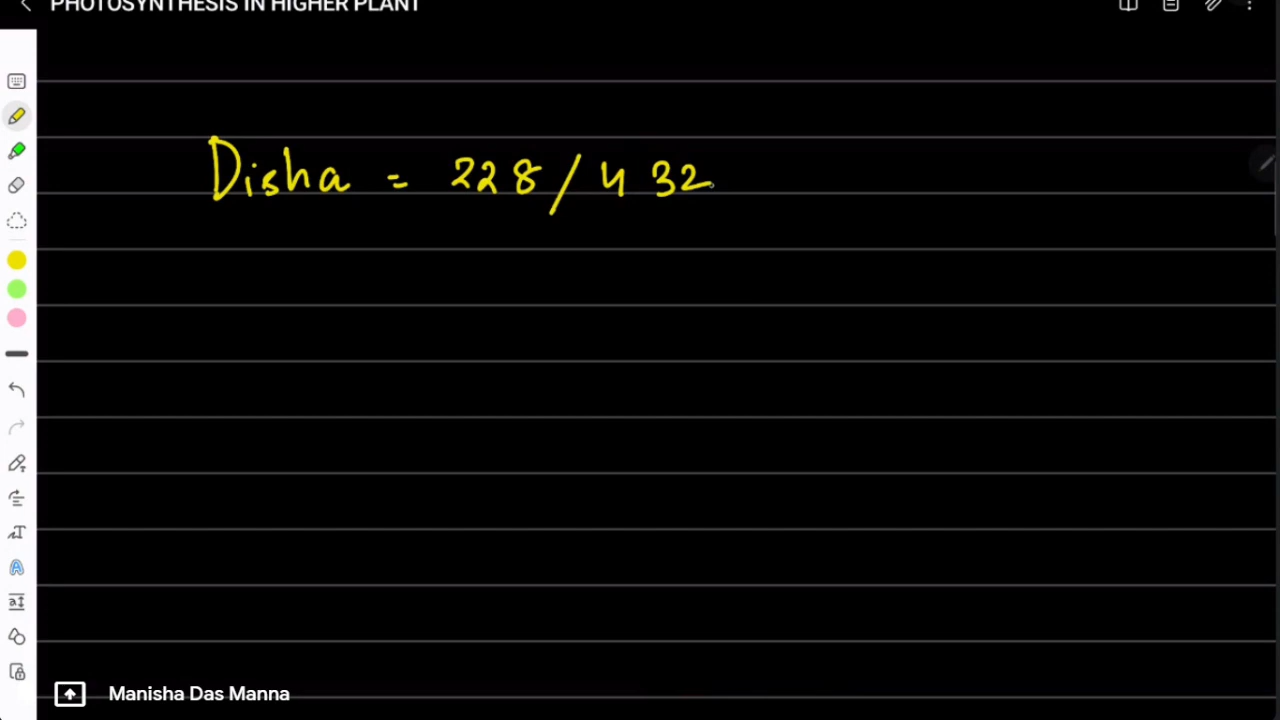 PHOTOSYNTHESIS IN HIGHER PLANT
Disha = 228/432
Manisha Das Manna